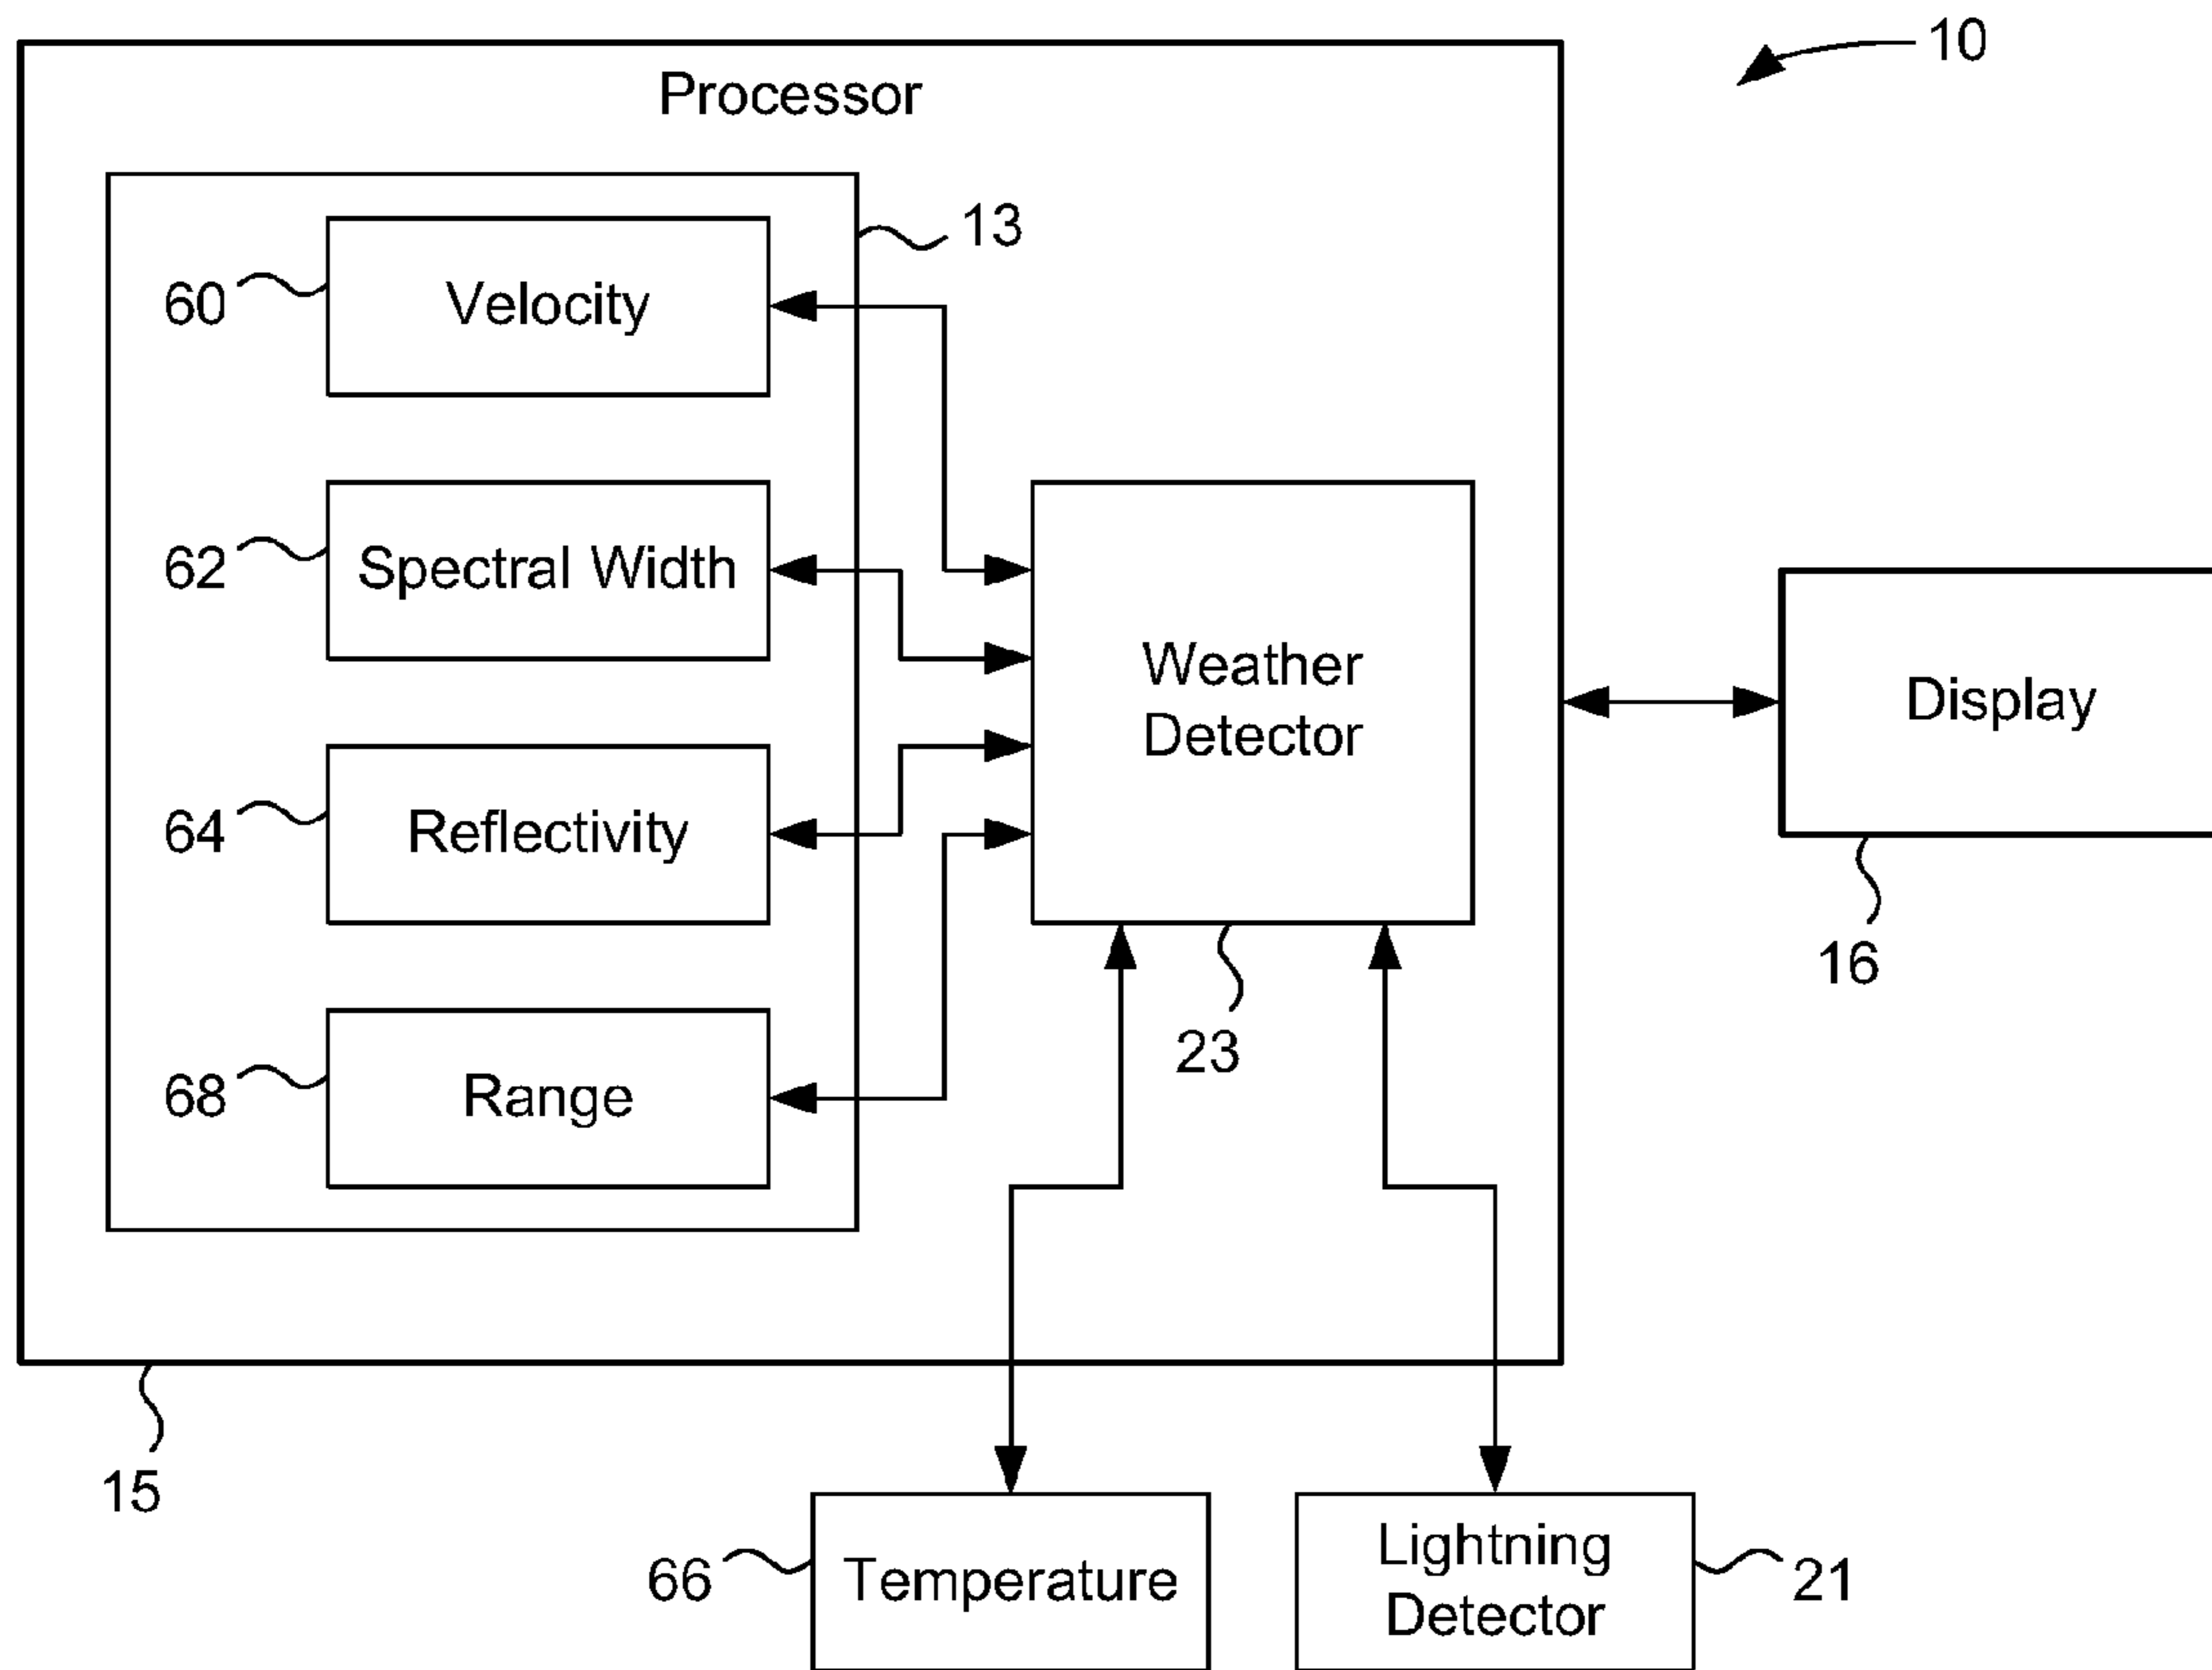 10
Processor
13
60
Velocity
62
Spectral Width
Weather
Detector
Display
64
Reflectivity
16
23
68
Range
15
66
Temperature
Lightning
Detector
21